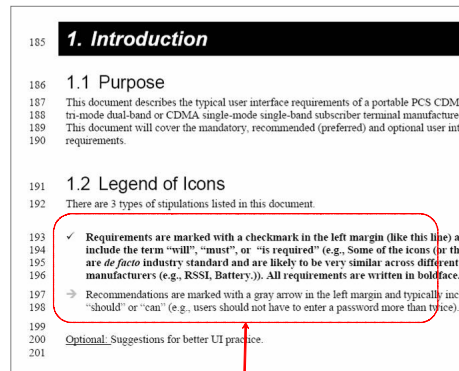 185 1. Introduction
186 1.1 Purpose
187 This document describes the typical user interface requirements of a portable PCS CDM
188 tri-mode dual-band or CDMA single-mode single-band subscriber terminal manufacture
189 This document will cover the mandatory, recommended (preferred) and optional user int
190 requirements.
191 1.2 Legend of Icons
192 There are 3 types of stipulations listed in this document.
193 ✓ Requirements are marked with a checkmark in the left margin (like this line) a
194 include the term “will”, “must”, or “is required” (e.g., Some of the icons (or th
195 are de facto industry standard and are likely to be very similar across different
196 manufacturers (e.g., RSSI, Battery.)). All requirements are written in boldface.
197 → Recommendations are marked with a gray arrow in the left margin and typically inc
198 “should” or “can” (e.g., users should not have to enter a password more than twice).
199
200 Optional: Suggestions for better UI practice.
201